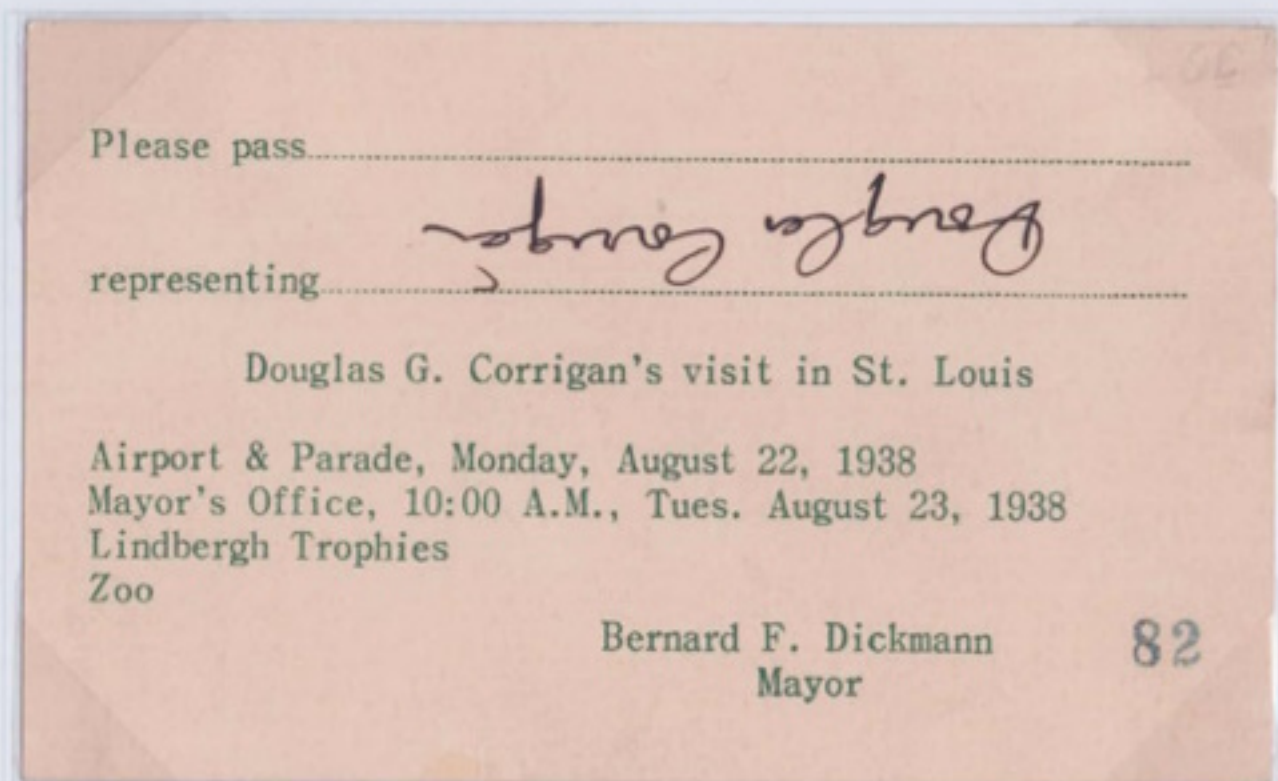 Please pass
Douglas Corrigan
representing
Douglas G. Corrigan's visit in St. Louis
Airport & Parade, Monday, August 22, 1938
Mayor's Office, 10:00 A.M., Tues. August 23, 1938
Lindbergh Trophies
Zoo
Bernard F. Dickmann
82
Mayor